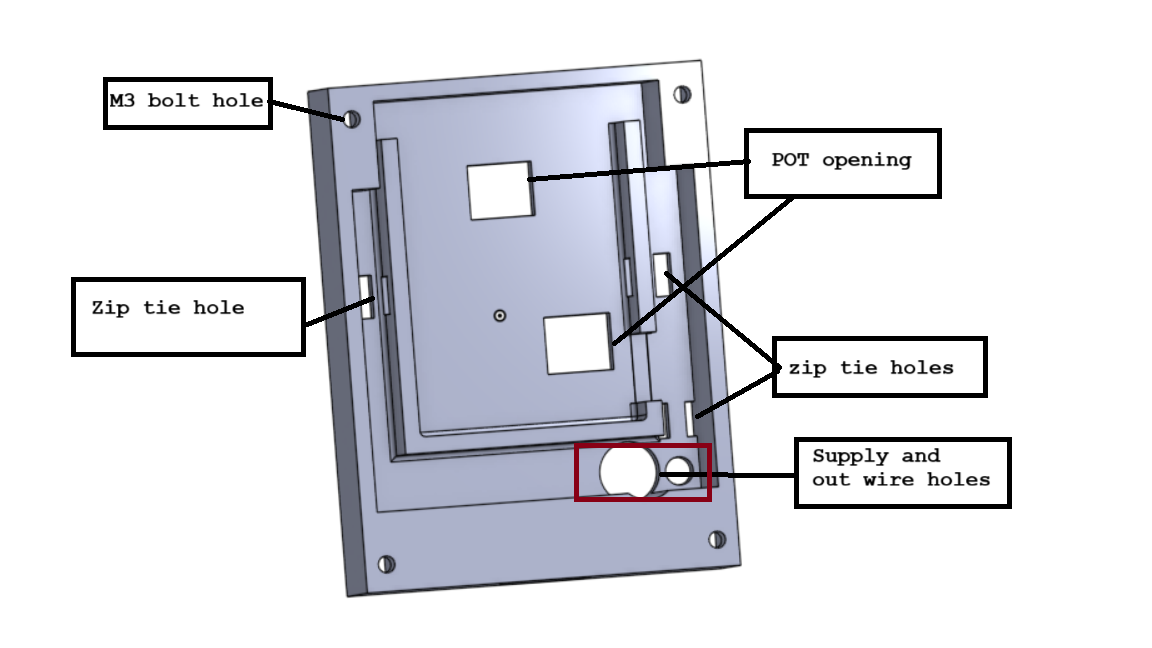 M3 bolt hole
POT opening
Zip tie hole
zip tie holes
Supply and
out wire holes